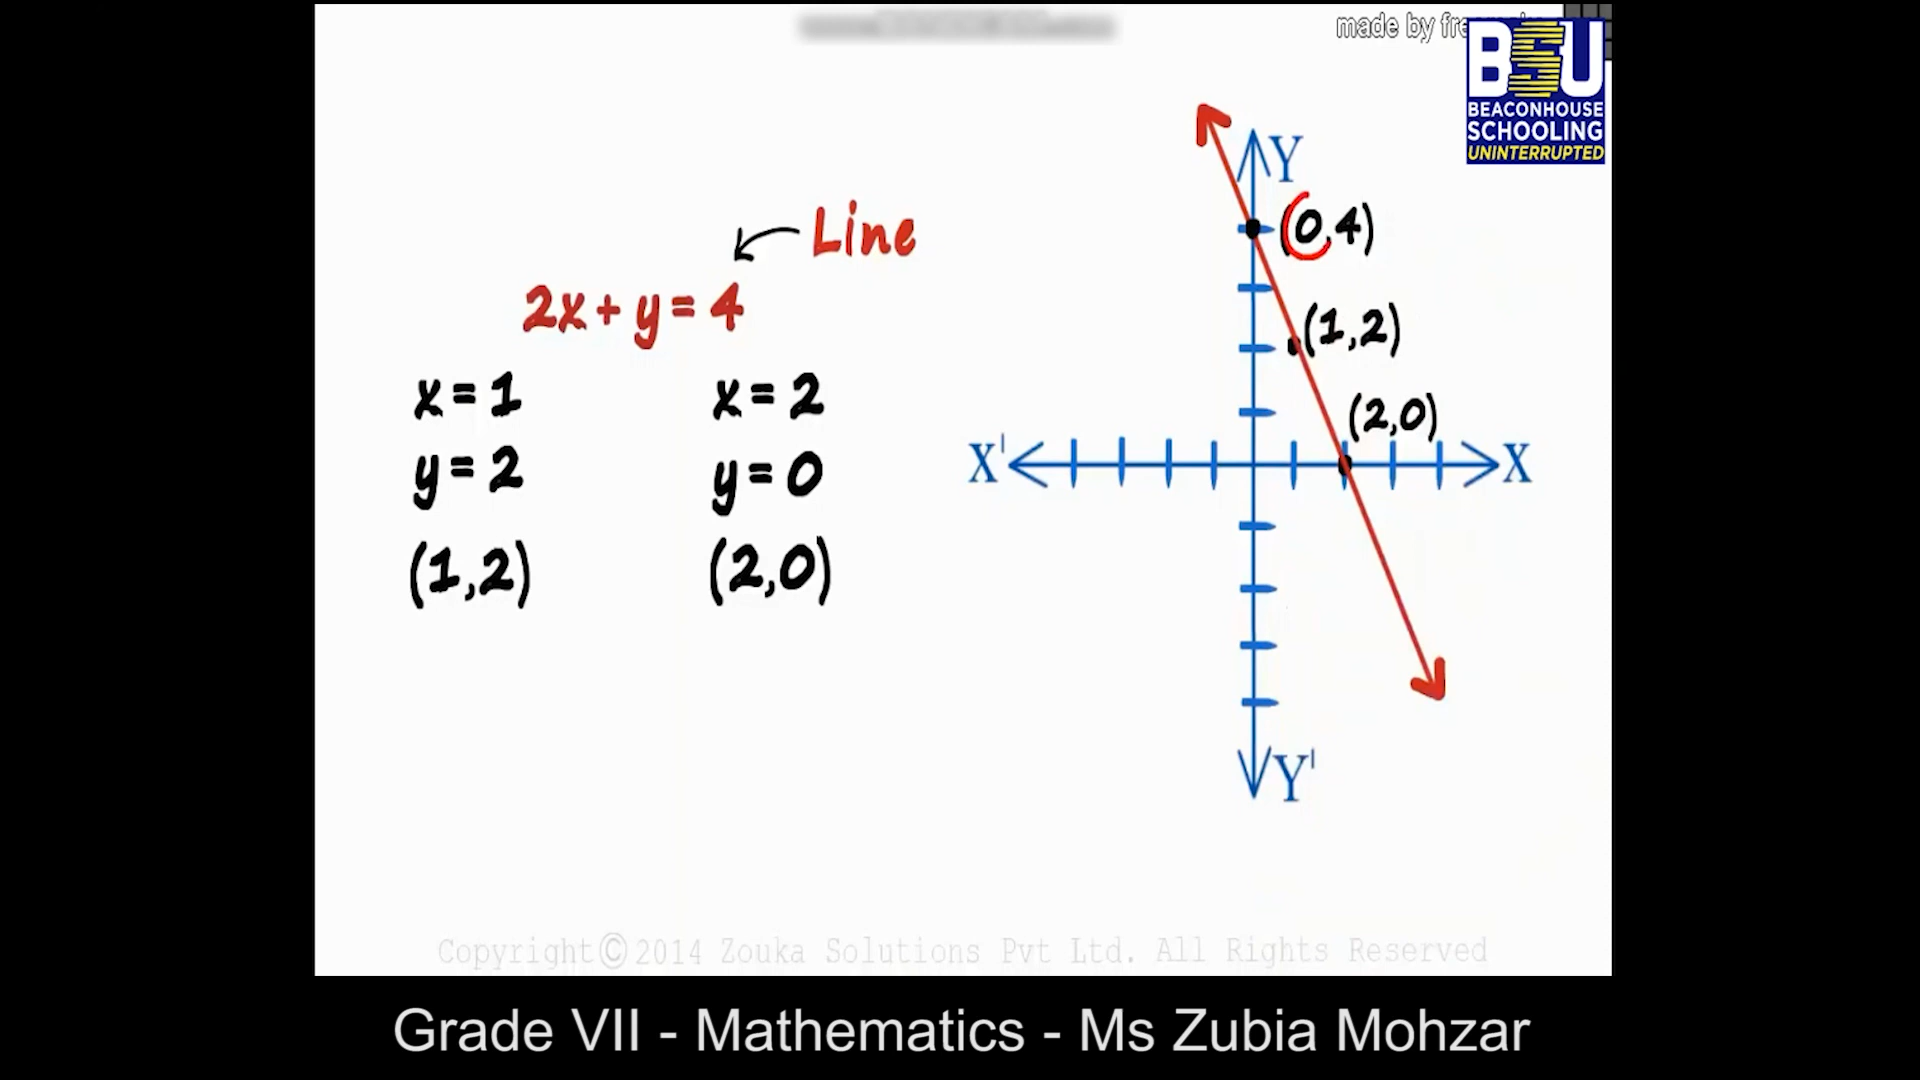 made by
BSU
BEACONHOUSE
SCHOOLING
UNINTERRUPTED
Line
2x + y = 4
x = 1
y = 2
(1,2)
x = 2
y = 0
(2,0)
Y
(0,4)
(1,2)
(2,0)
X'
X
Y'
Copyright © 2014 Zouka Solutions Pvt Ltd. All Rights Reserved
Grade VII - Mathematics - Ms Zubia Mohzar